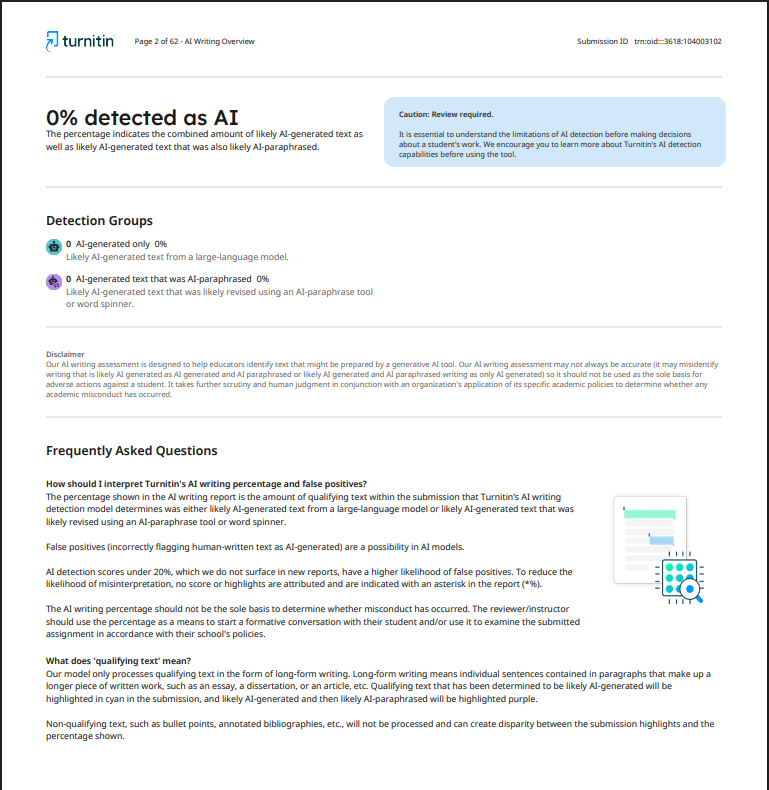 turnitin
Page 2 of 62 - AI Writing Overview
Submission ID trn:oid:::3618:104003102
0% detected as AI
The percentage indicates the combined amount of likely AI-generated text as
well as likely AI-generated text that was also likely AI-paraphrased.
Caution: Review required.
It is essential to understand the limitations of AI detection before making decisions
about a student's work. We encourage you to learn more about Turnitin's AI detection
capabilities before using the tool.
Detection Groups
0 AI-generated only 0%
Likely AI-generated text from a large-language model.
0 AI-generated text that was AI-paraphrased 0%
Likely AI-generated text that was likely revised using an AI-paraphrase tool
or word spinner.
Disclaimer
Our AI writing assessment is designed to help educators identify text that might be prepared by a generative AI tool. Our AI writing assessment may not always be accurate (it may misidentify
writing that is likely AI generated as AI generated and AI paraphrased or likely AI generated and AI paraphrased writing as only AI generated) so it should not be used as the sole basis for
adverse actions against a student. It takes further scrutiny and human judgment in conjunction with an organization's application of its specific academic policies to determine whether any
academic misconduct has occurred.
Frequently Asked Questions
How should I interpret Turnitin's AI writing percentage and false positives?
The percentage shown in the AI writing report is the amount of qualifying text within the submission that Turnitin's AI writing
detection model determines was either likely AI-generated text from a large-language model or likely AI-generated text that was
likely revised using an AI-paraphrase tool or word spinner.
False positives (incorrectly flagging human-written text as AI-generated) are a possibility in AI models.
AI detection scores under 20%, which we do not surface in new reports, have a higher likelihood of false positives. To reduce the
likelihood of misinterpretation, no score or highlights are attributed and are indicated with an asterisk in the report (*%).
The AI writing percentage should not be the sole basis to determine whether misconduct has occurred. The reviewer/instructor
should use the percentage as a means to start a formative conversation with their student and/or use it to examine the submitted
assignment in accordance with their school's policies.
What does 'qualifying text' mean?
Our model only processes qualifying text in the form of long-form writing. Long-form writing means individual sentences contained in paragraphs that make up a
longer piece of written work, such as an essay, a dissertation, or an article, etc. Qualifying text that has been determined to be likely AI-generated will be
highlighted in cyan in the submission, and likely AI-generated and then likely AI-paraphrased will be highlighted purple.
Non-qualifying text, such as bullet points, annotated bibliographies, etc., will not be processed and can create disparity between the submission highlights and the
percentage shown.